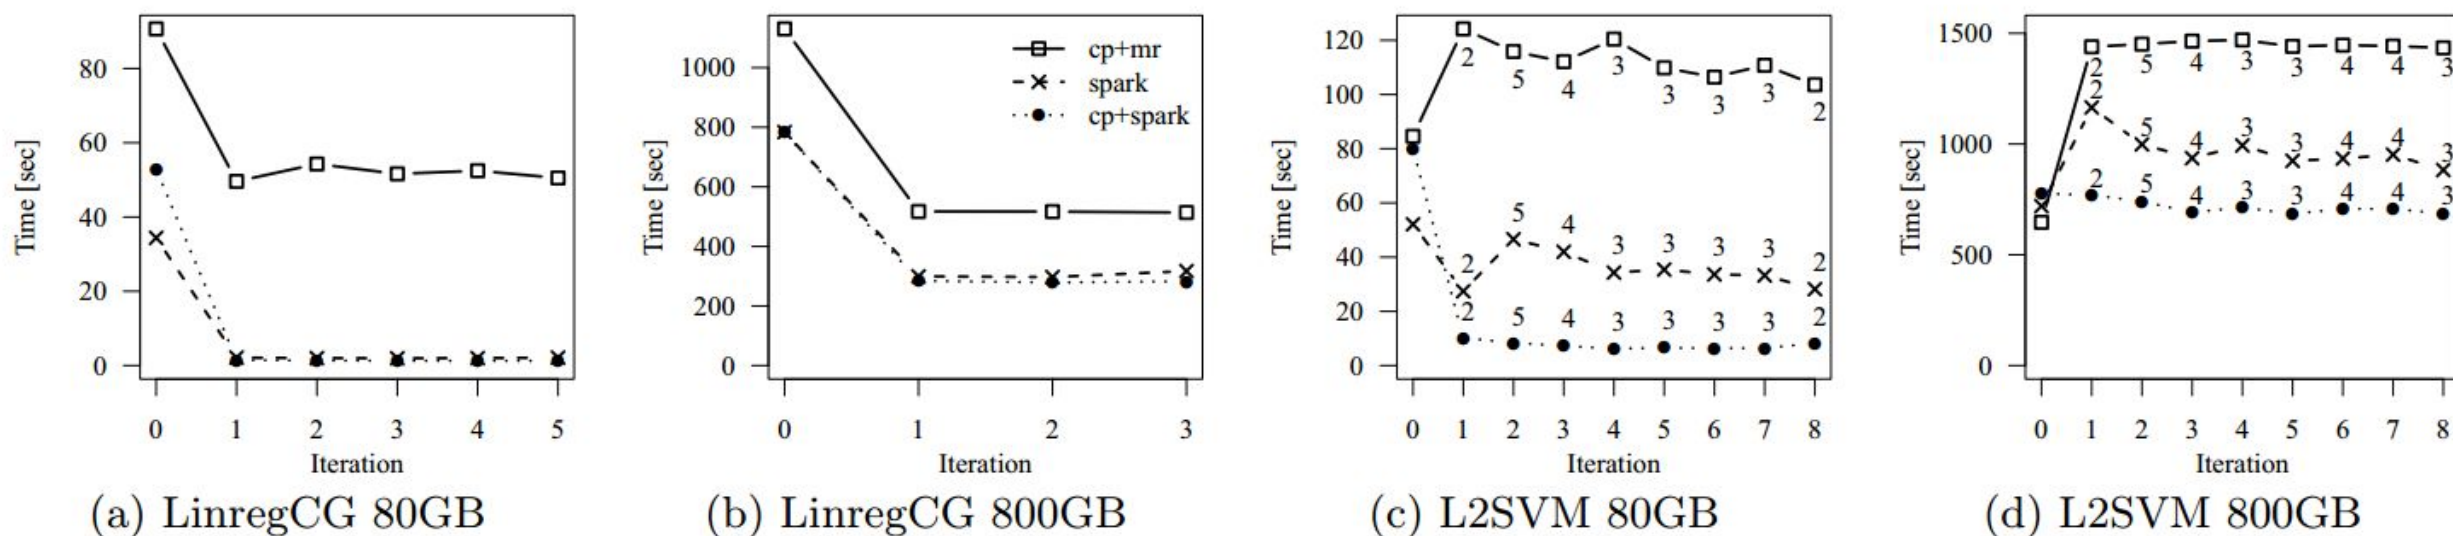 Time [sec]
80
60
40
20
0
0 1 2 3 4 5
Iteration
(a) LinregCG 80GB
Time [sec]
1000
800
600
400
200
0
cp+mr
spark
cp+spark
0 1 2 3
Iteration
(b) LinregCG 800GB
Time [sec]
120
100
80
60
40
20
0
2 5 4 3 3 3 3 2
2 5 4 3 3 3 3 2
2 5 4 3 3 3 3 2
0 1 2 3 4 5 6 7 8
Iteration
(c) L2SVM 80GB
Time [sec]
1500
1000
500
0
2 5 4 3 3 4 4 3
2 5 4 3 3 4 4 3
2 5 4 3 3 4 4 3
0 1 2 3 4 5 6 7 8
Iteration
(d) L2SVM 800GB